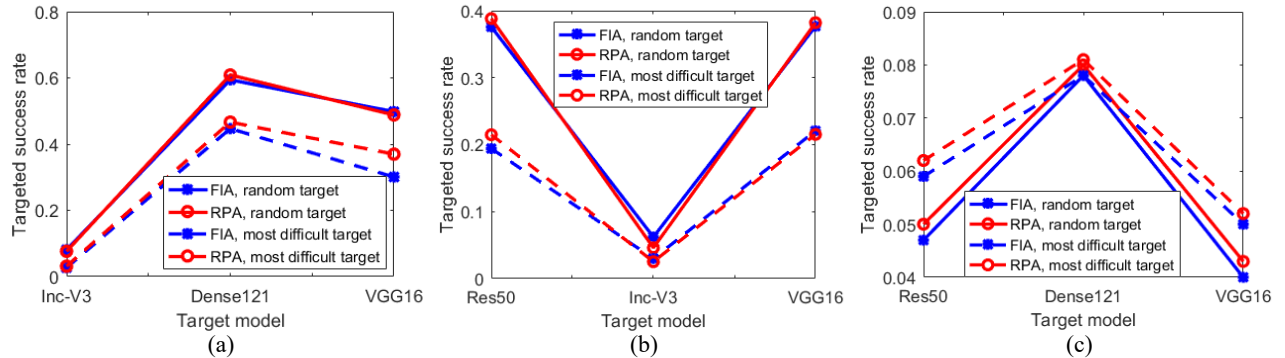 0.8
0.6
0.4
0.2
0
Targeted success rate
FIA, random target
RPA, random target
FIA, most difficult target
RPA, most difficult target
Inc-V3 Dense121 VGG16
Target model
(a)
0.4
0.3
0.2
0.1
0
Targeted success rate
FIA, random target
RPA, random target
FIA, most difficult target
RPA, most difficult target
Res50 Inc-V3 VGG16
Target model
(b)
0.09
0.08
0.07
0.06
0.05
0.04
Targeted success rate
FIA, random target
RPA, random target
FIA, most difficult target
RPA, most difficult target
Res50 Dense121 VGG16
Target model
(c)